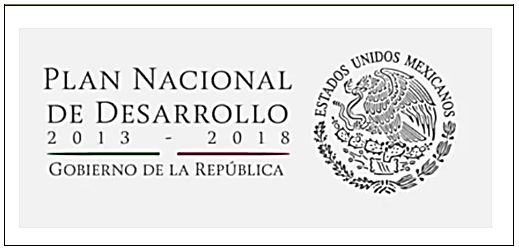 PLAN NACIONAL
DE DESARROLLO
2013 - 2018
GOBIERNO DE LA REPÚBLICA
ESTADOS UNIDOS MEXICANOS